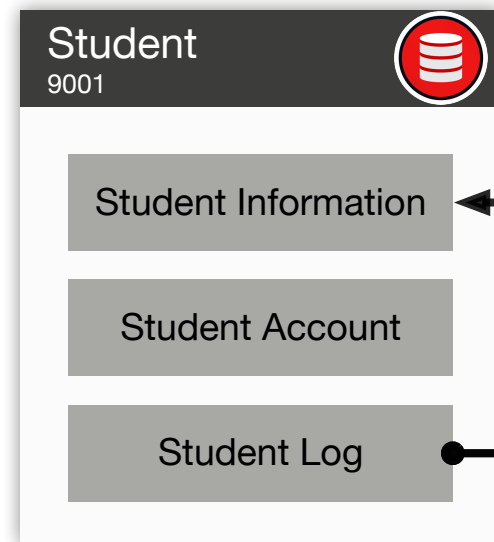 Student
9001
Student Information
Student Account
Student Log